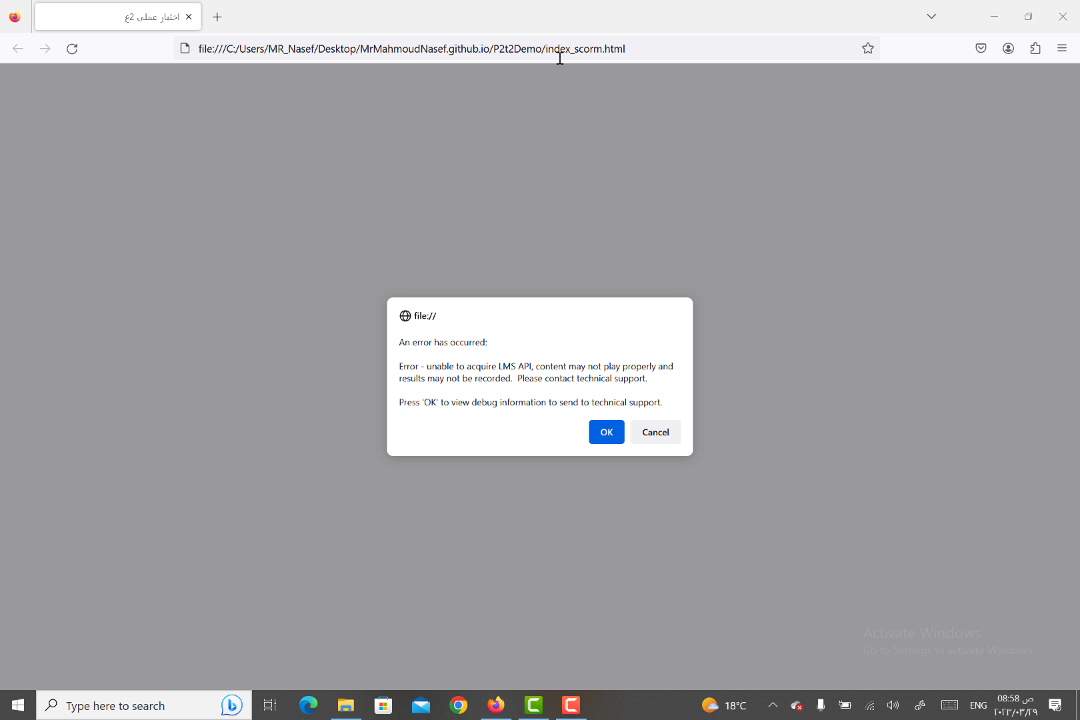 اختبار عملى 2ع
file:///C:/Users/MR_Nasef/Desktop/MrMahmoudNasef.github.io/P2t2Demo/index_scorm.html
file://
An error has occurred:
Error - unable to acquire LMS API, content may not play properly and
results may not be recorded.  Please contact technical support.
Press 'OK' to view debug information to send to technical support.
OK
Cancel
Activate Windows
Go to Settings to activate Windows.
Type here to search
18°C
ENG
08:58 ص
٢٠٢٣/٠٣/٢٩